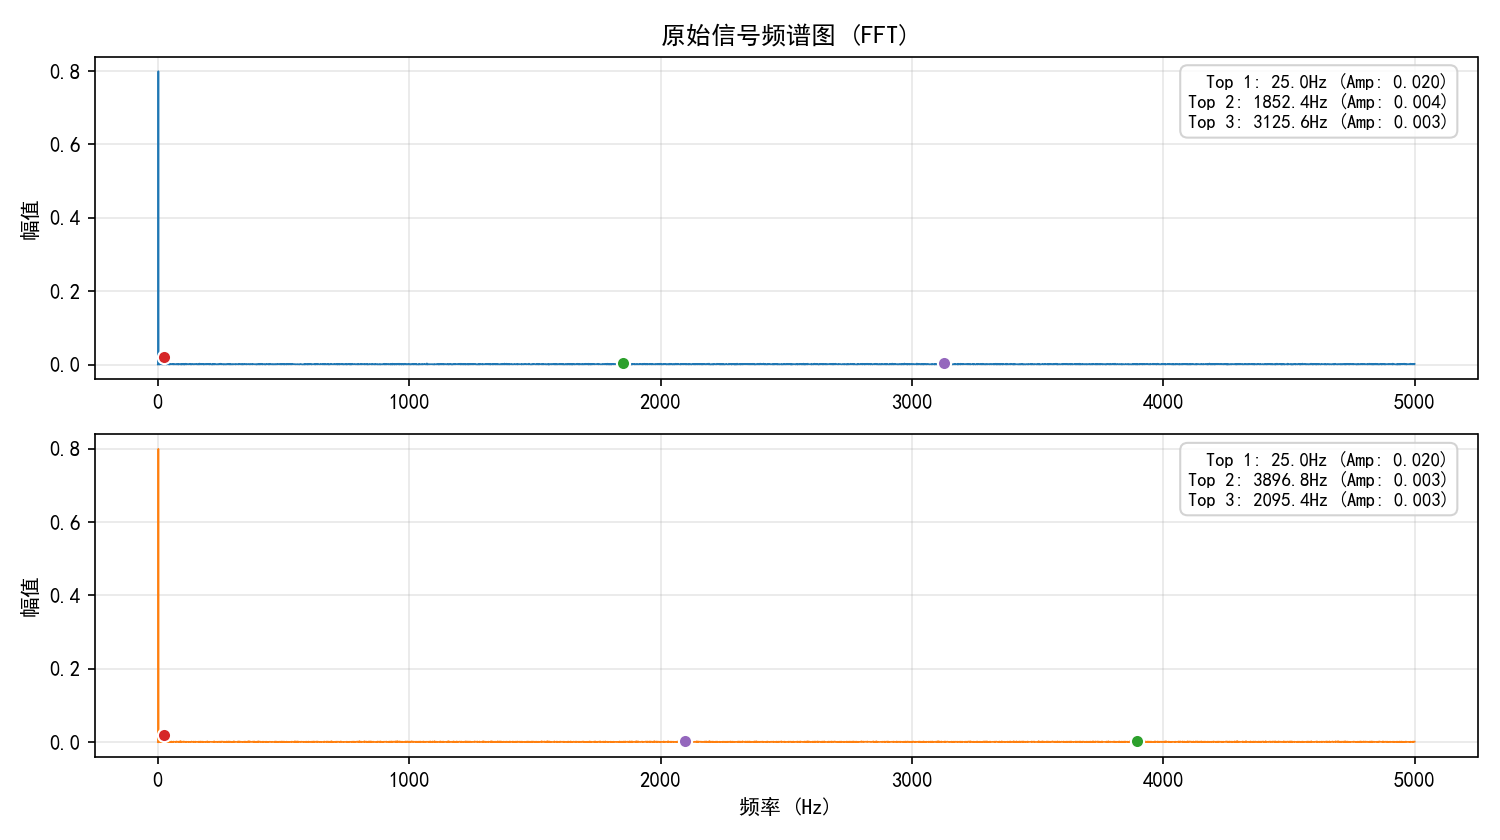 原始信号频谱图 (FFT)
幅值
0.8
0.6
0.4
0.2
0.0
Top 1: 25.0Hz (Amp: 0.020)
Top 2: 1852.4Hz (Amp: 0.004)
Top 3: 3125.6Hz (Amp: 0.003)
0 1000 2000 3000 4000 5000
幅值
0.8
0.6
0.4
0.2
0.0
Top 1: 25.0Hz (Amp: 0.020)
Top 2: 3896.8Hz (Amp: 0.003)
Top 3: 2095.4Hz (Amp: 0.003)
0 1000 2000 3000 4000 5000
频率 (Hz)